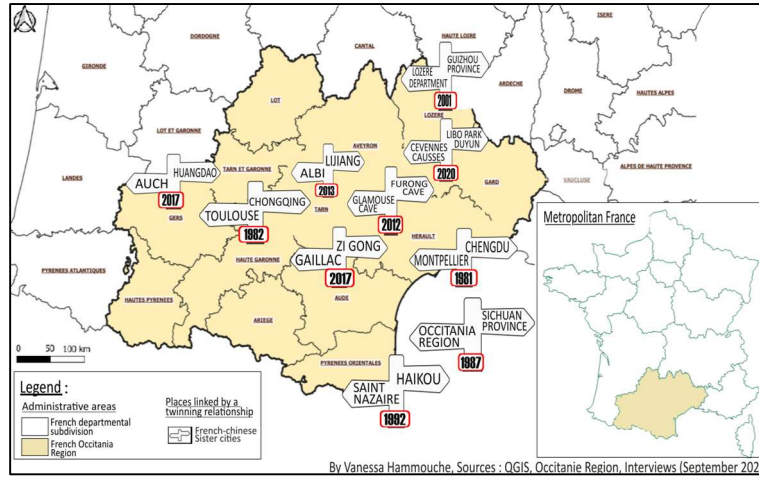 DORDOGNE
CANTAL
HAUTE LOIRE
ISERE
GIRONDE
LOZERE
DEPARTMENT
GUIZHOU
PROVINCE
2001
ARDECHE
DROME
HAUTES ALPES
LOT
LOZERE
LOT ET GARONNE
AVEYRON
CEVENNES
CAUSSES
LIBO PARK
DUYUN
2020
LANDES
AUCH
HUANGDAO
2017
GERS
TARN ET GARONNE
ALBI
LIJIANG
2013
TARN
GARD
VAUCLUSE
ALPES DE HAUTE PROVENCE
TOULOUSE
CHONGQING
1982
GLAMOUSE
CAVE
FURONG
CAVE
2012
HERAULT
HAUTE GARONNE
GAILLAC
ZI GONG
2017
MONTPELLIER
CHENGDU
1981
PYRENEES ATLANTIQUES
HAUTES PYRENEES
ARIEGE
AUDE
OCCITANIA
REGION
SICHUAN
PROVINCE
1987
PYRENEES ORIENTALES
SAINT
NAZAIRE
HAIKOU
1992
Metropolitan France
0 50 100 km
Legend :
Administrative areas
French departmental
subdivision
French Occitania
Region
Places linked by a
twinning relationship
French-chinese
Sister cities
By Vanessa Hammouche, Sources : QGIS, Occitanie Region, Interviews (September 202